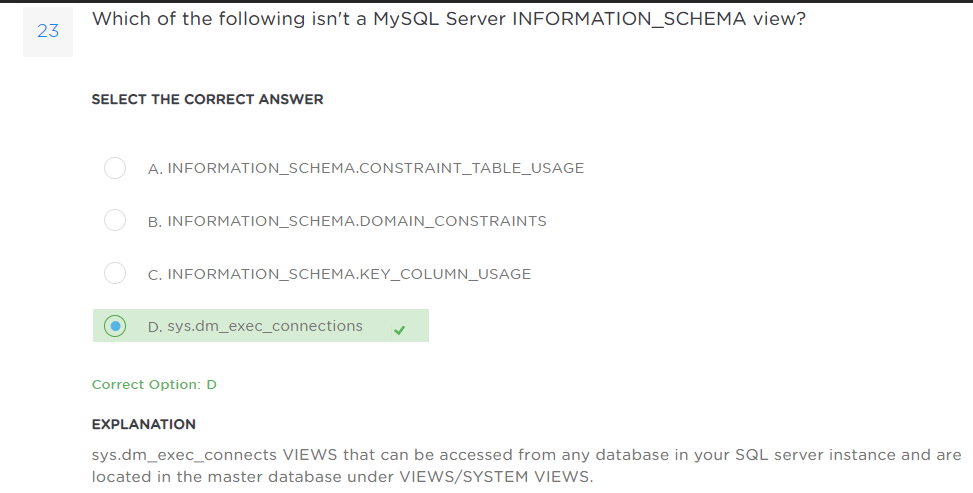 23
Which of the following isn't a MySQL Server INFORMATION_SCHEMA view?
SELECT THE CORRECT ANSWER
A. INFORMATION_SCHEMA.CONSTRAINT_TABLE_USAGE
B. INFORMATION_SCHEMA.DOMAIN_CONSTRAINTS
C. INFORMATION_SCHEMA.KEY_COLUMN_USAGE
D. sys.dm_exec_connections
Correct Option: D
EXPLANATION
sys.dm_exec_connects VIEWS that can be accessed from any database in your SQL server instance and are
located in the master database under VIEWS/SYSTEM VIEWS.